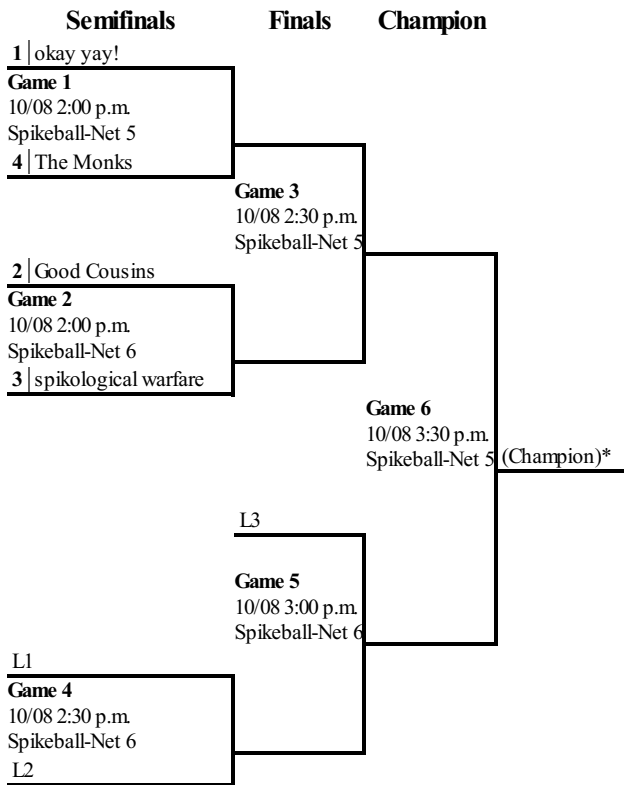 Semifinals Finals Champion
1 okay yay!
Game 1
10/08 2:00 p.m.
Spikeball-Net 5
4 The Monks
Game 3
10/08 2:30 p.m.
Spikeball-Net 5
2 Good Cousins
Game 2
10/08 2:00 p.m.
Spikeball-Net 6
3 spikological warfare
Game 6
10/08 3:30 p.m.
Spikeball-Net 5 (Champion)*
L3
Game 5
10/08 3:00 p.m.
Spikeball-Net 6
L1
Game 4
10/08 2:30 p.m.
Spikeball-Net 6
L2